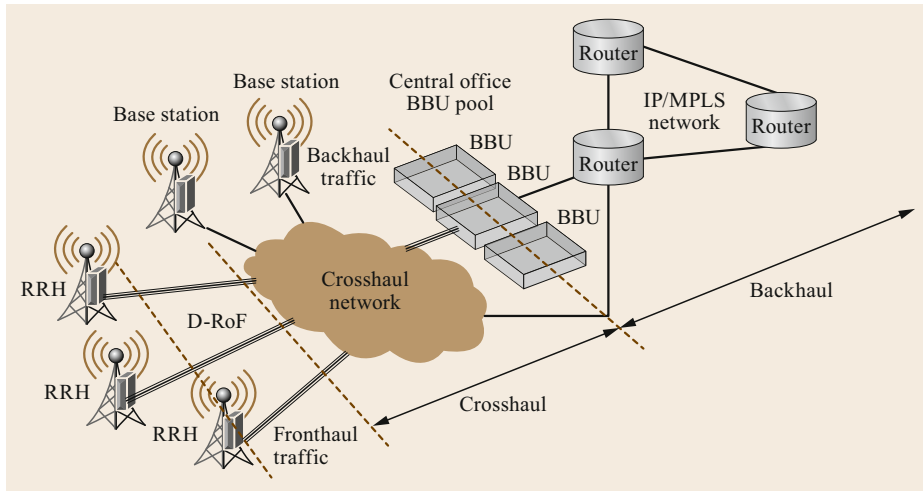 Router
Base station
Central office
BBU pool
IP/MPLS
network
Router
Base station
Backhaul
traffic
BBU
Router
BBU
BBU
RRH
Crosshaul
network
Backhaul
D-RoF
RRH
Crosshaul
RRH
Fronthaul
traffic